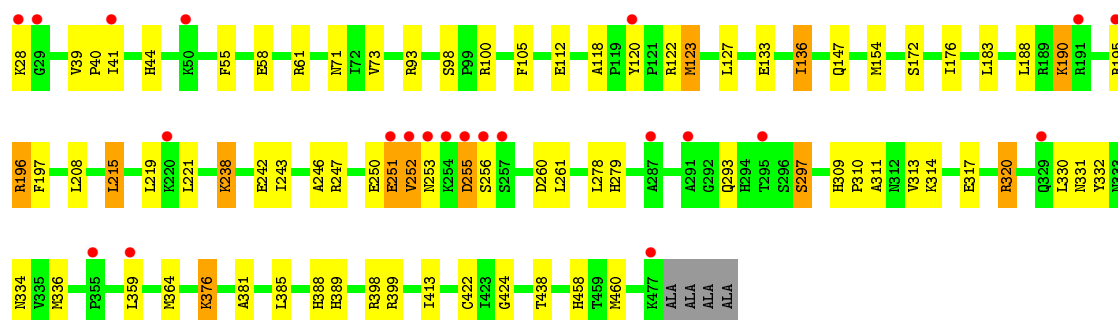 K28 G29 V39 P40 I41 H44 K50 F55 E58 R61 N71 I72 V73 R93 S98 P99 R100 F105 E112 A118 P119 Y120 P121 R122 M123 L127 E133 I136 Q147 M154 S172 I176 L183 L188 R189 K190 R191 R195
R196 F197 L208 L215 L219 K220 L221 K238 E242 I243 A246 R247 E250 E251 V252 N253 K254 D255 S256 S257 D260 L261 L278 H279 A287 A291 G292 Q293 H294 T295 S296 S297 H309 P310 A311 N312 V313 K314 E317 R320 Q329 L330 N331 Y332 N333
N334 V335 M336 P355 L359 M364 K376 A381 L385 H388 H389 R398 R399 I413 C422 I423 G424 T438 H458 T459 M460 K477 ALA ALA ALA ALA